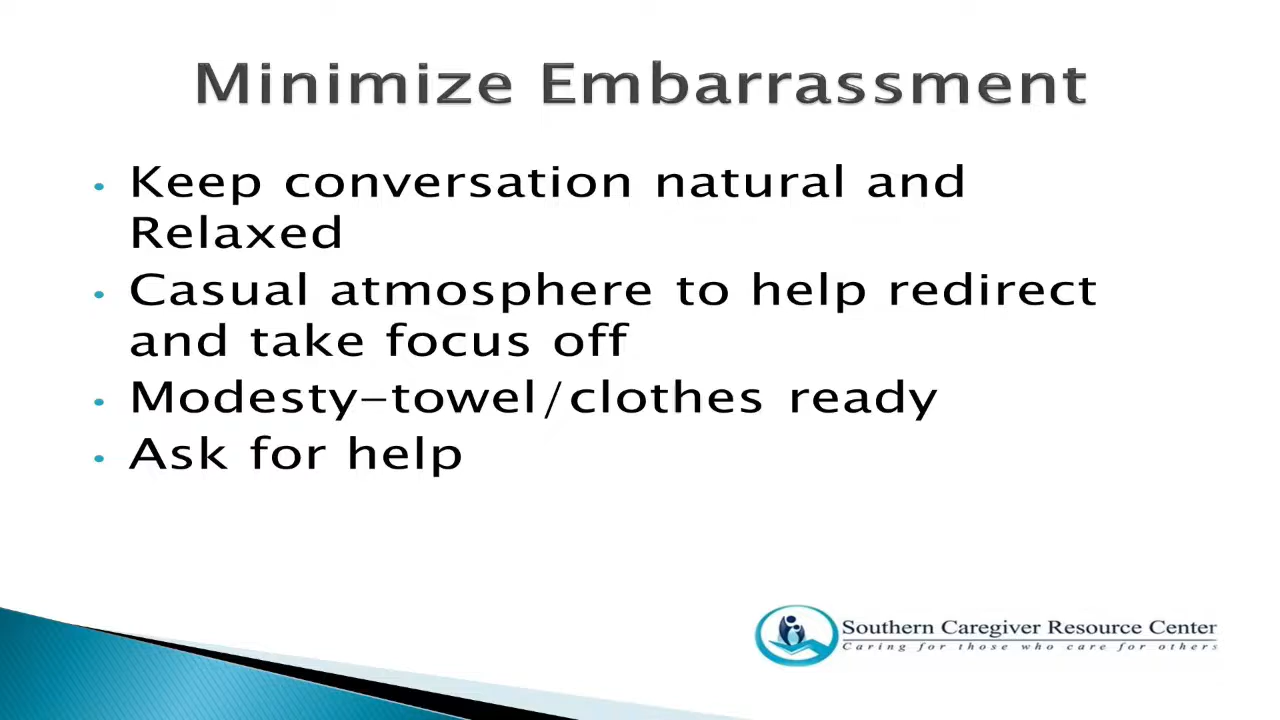 Minimize Embarrassment
• Keep conversation natural and
Relaxed
• Casual atmosphere to help redirect
and take focus off
• Modesty-towel/clothes ready
• Ask for help
Southern Caregiver Resource Center
Caring for those who care for others